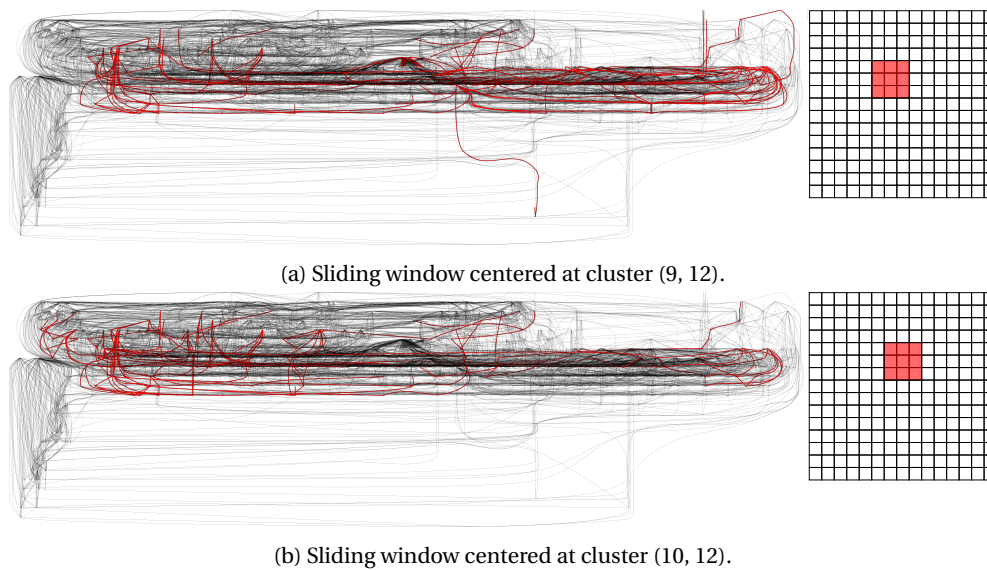 (a) Sliding window centered at cluster (9, 12).
(b) Sliding window centered at cluster (10, 12).